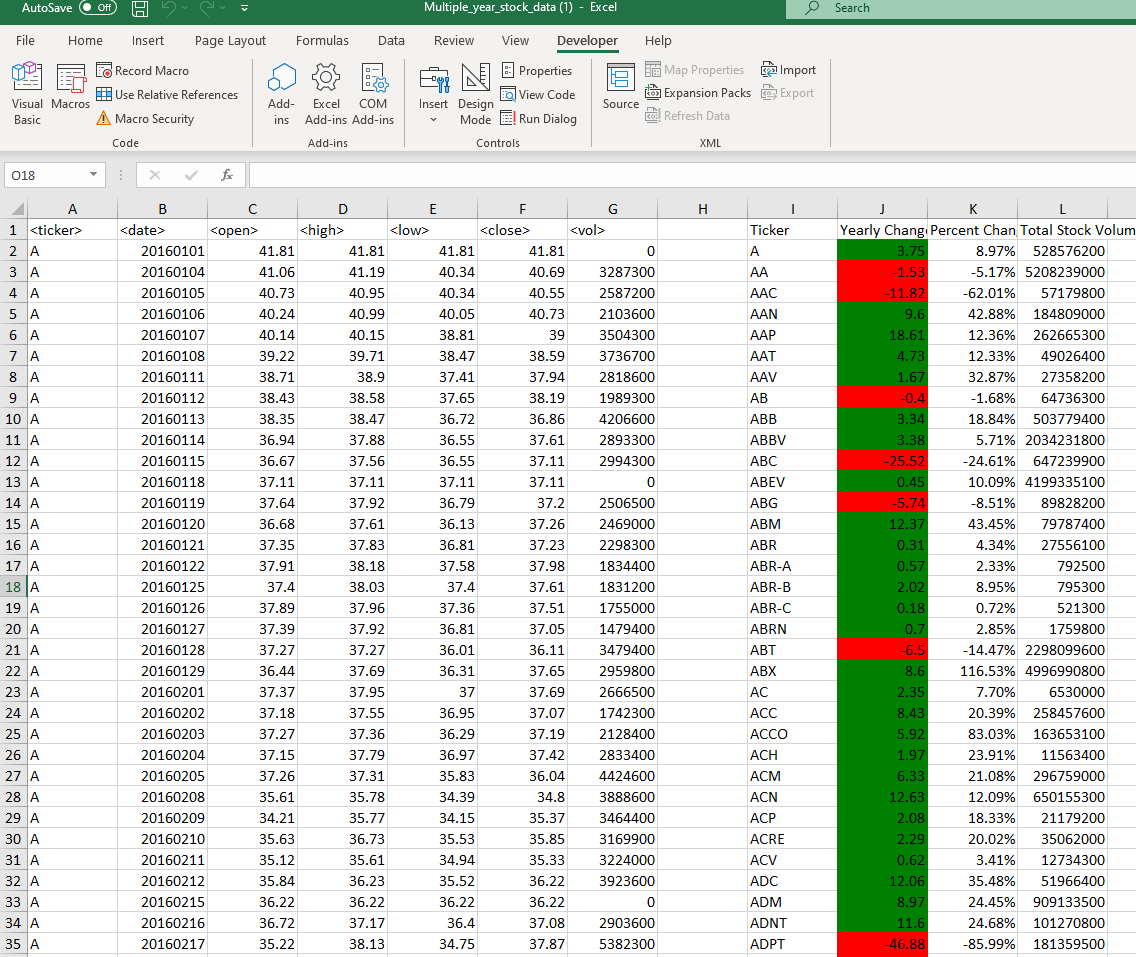 AutoSave Off Multiple_year_stock_data (1) - Excel Search
File Home Insert Page Layout Formulas Data Review View Developer Help
Visual Basic Macros Record Macro Use Relative References Macro Security
Add-ins Excel Add-ins COM Add-ins
Insert Design Mode Properties View Code Run Dialog
Source Map Properties Expansion Packs Refresh Data Import Export
Code Add-ins Controls XML
O18 fx
A B C D E F G H I J K L
1 <ticker> <date> <open> <high> <low> <close> <vol> Ticker Yearly Change Percent Chan Total Stock Volum
2 A 20160101 41.81 41.81 41.81 41.81 0 A 3.75 8.97% 528576200
3 A 20160104 41.06 41.19 40.34 40.69 3287300 AA -1.53 -5.17% 5208239000
4 A 20160105 40.73 40.95 40.34 40.55 2587200 AAC -11.82 -62.01% 57179800
5 A 20160106 40.24 40.99 40.05 40.73 2103600 AAN 9.6 42.88% 184809000
6 A 20160107 40.14 40.15 38.81 39 3504300 AAP 18.61 12.36% 262665300
7 A 20160108 39.22 39.71 38.47 38.59 3736700 AAT 4.73 12.33% 49026400
8 A 20160111 38.71 38.9 37.41 37.94 2818600 AAV 1.67 32.87% 27358200
9 A 20160112 38.43 38.58 37.65 38.19 1989300 AB -0.4 -1.68% 64736300
10 A 20160113 38.35 38.47 36.72 36.86 4206600 ABB 3.34 18.84% 503779400
11 A 20160114 36.94 37.88 36.55 37.61 2893300 ABBV 3.38 5.71% 2034231800
12 A 20160115 36.67 37.56 36.55 37.11 2994300 ABC -25.52 -24.61% 647239900
13 A 20160118 37.11 37.11 37.11 37.11 0 ABEV 0.45 10.09% 4199335100
14 A 20160119 37.64 37.92 36.79 37.2 2506500 ABG -5.74 -8.51% 89828200
15 A 20160120 36.68 37.61 36.13 37.26 2469000 ABM 12.37 43.45% 79787400
16 A 20160121 37.35 37.83 36.81 37.23 2298300 ABR 0.31 4.34% 27556100
17 A 20160122 37.91 38.18 37.58 37.98 1834400 ABR-A 0.57 2.33% 792500
18 A 20160125 37.4 38.03 37.4 37.61 1831200 ABR-B 2.02 8.95% 795300
19 A 20160126 37.89 37.96 37.36 37.51 1755000 ABR-C 0.18 0.72% 521300
20 A 20160127 37.39 37.92 36.81 37.05 1479400 ABRN 0.7 2.85% 1759800
21 A 20160128 37.27 37.27 36.01 36.11 3479400 ABT -6.5 -14.47% 2298099600
22 A 20160129 36.44 37.69 36.31 37.65 2959800 ABX 8.6 116.53% 4996990800
23 A 20160201 37.37 37.95 37 37.69 2666500 AC 2.35 7.70% 6530000
24 A 20160202 37.18 37.55 36.95 37.07 1742300 ACC 8.43 20.39% 258457600
25 A 20160203 37.27 37.36 36.29 37.19 2128400 ACCO 5.92 83.03% 163653100
26 A 20160204 37.15 37.79 36.97 37.42 2833400 ACH 1.97 23.91% 11563400
27 A 20160205 37.26 37.31 35.83 36.04 4424600 ACM 6.33 21.08% 296759000
28 A 20160208 35.61 35.78 34.39 34.8 3888600 ACN 12.63 12.09% 650155300
29 A 20160209 34.21 35.77 34.15 35.37 3464400 ACP 2.08 18.33% 21179200
30 A 20160210 35.63 36.73 35.53 35.85 3169900 ACRE 2.29 20.02% 35062000
31 A 20160211 35.12 35.61 34.94 35.33 3224000 ACV 0.62 3.41% 12734300
32 A 20160212 35.84 36.23 35.52 36.22 3923600 ADC 12.06 35.48% 51966400
33 A 20160215 36.22 36.22 36.22 36.22 0 ADM 8.97 24.45% 909133500
34 A 20160216 36.72 37.17 36.4 37.08 2903600 ADNT 11.6 24.68% 101270800
35 A 20160217 35.22 38.13 34.75 37.87 5382300 ADPT -46.88 -85.99% 181359500